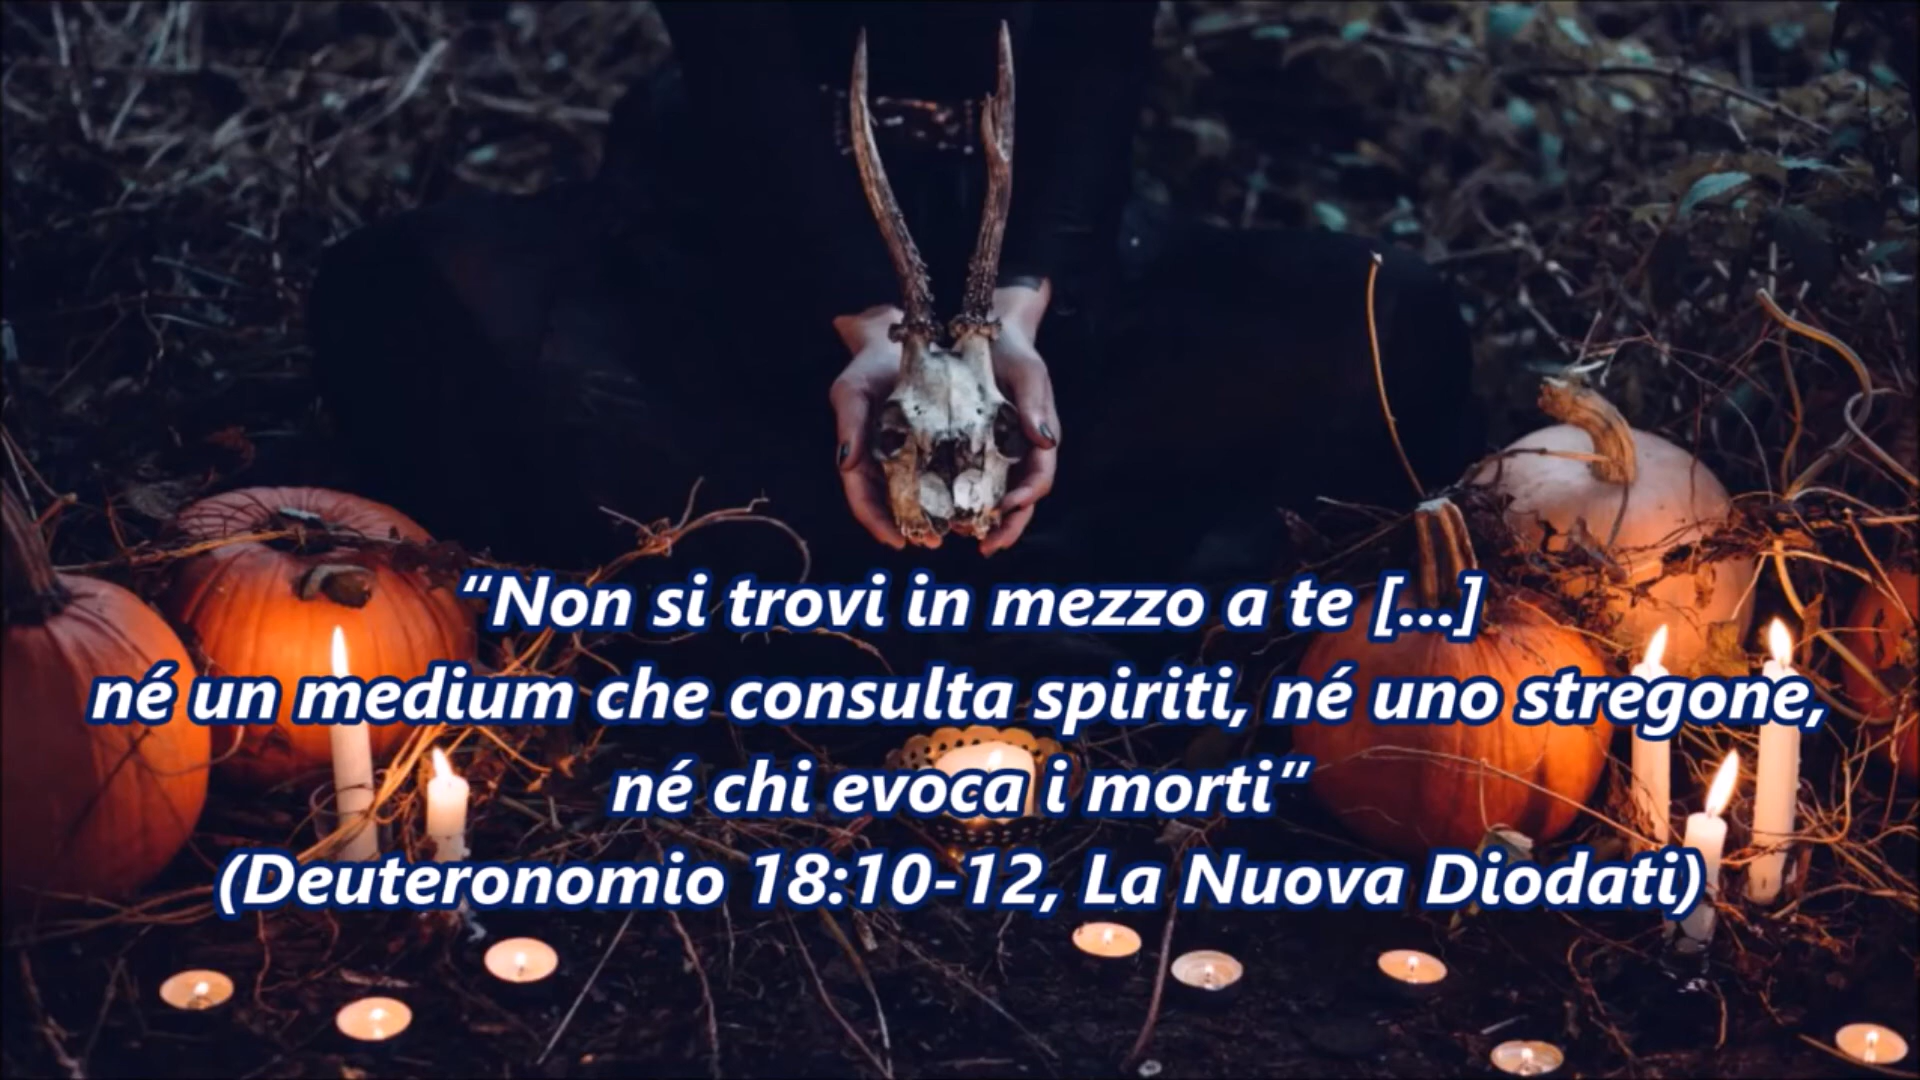 “Non si trovi in mezzo a te [...]
né un medium che consulta spiriti, né uno stregone,
né chi evoca i morti”
(Deuteronomio 18:10-12, La Nuova Diodati)